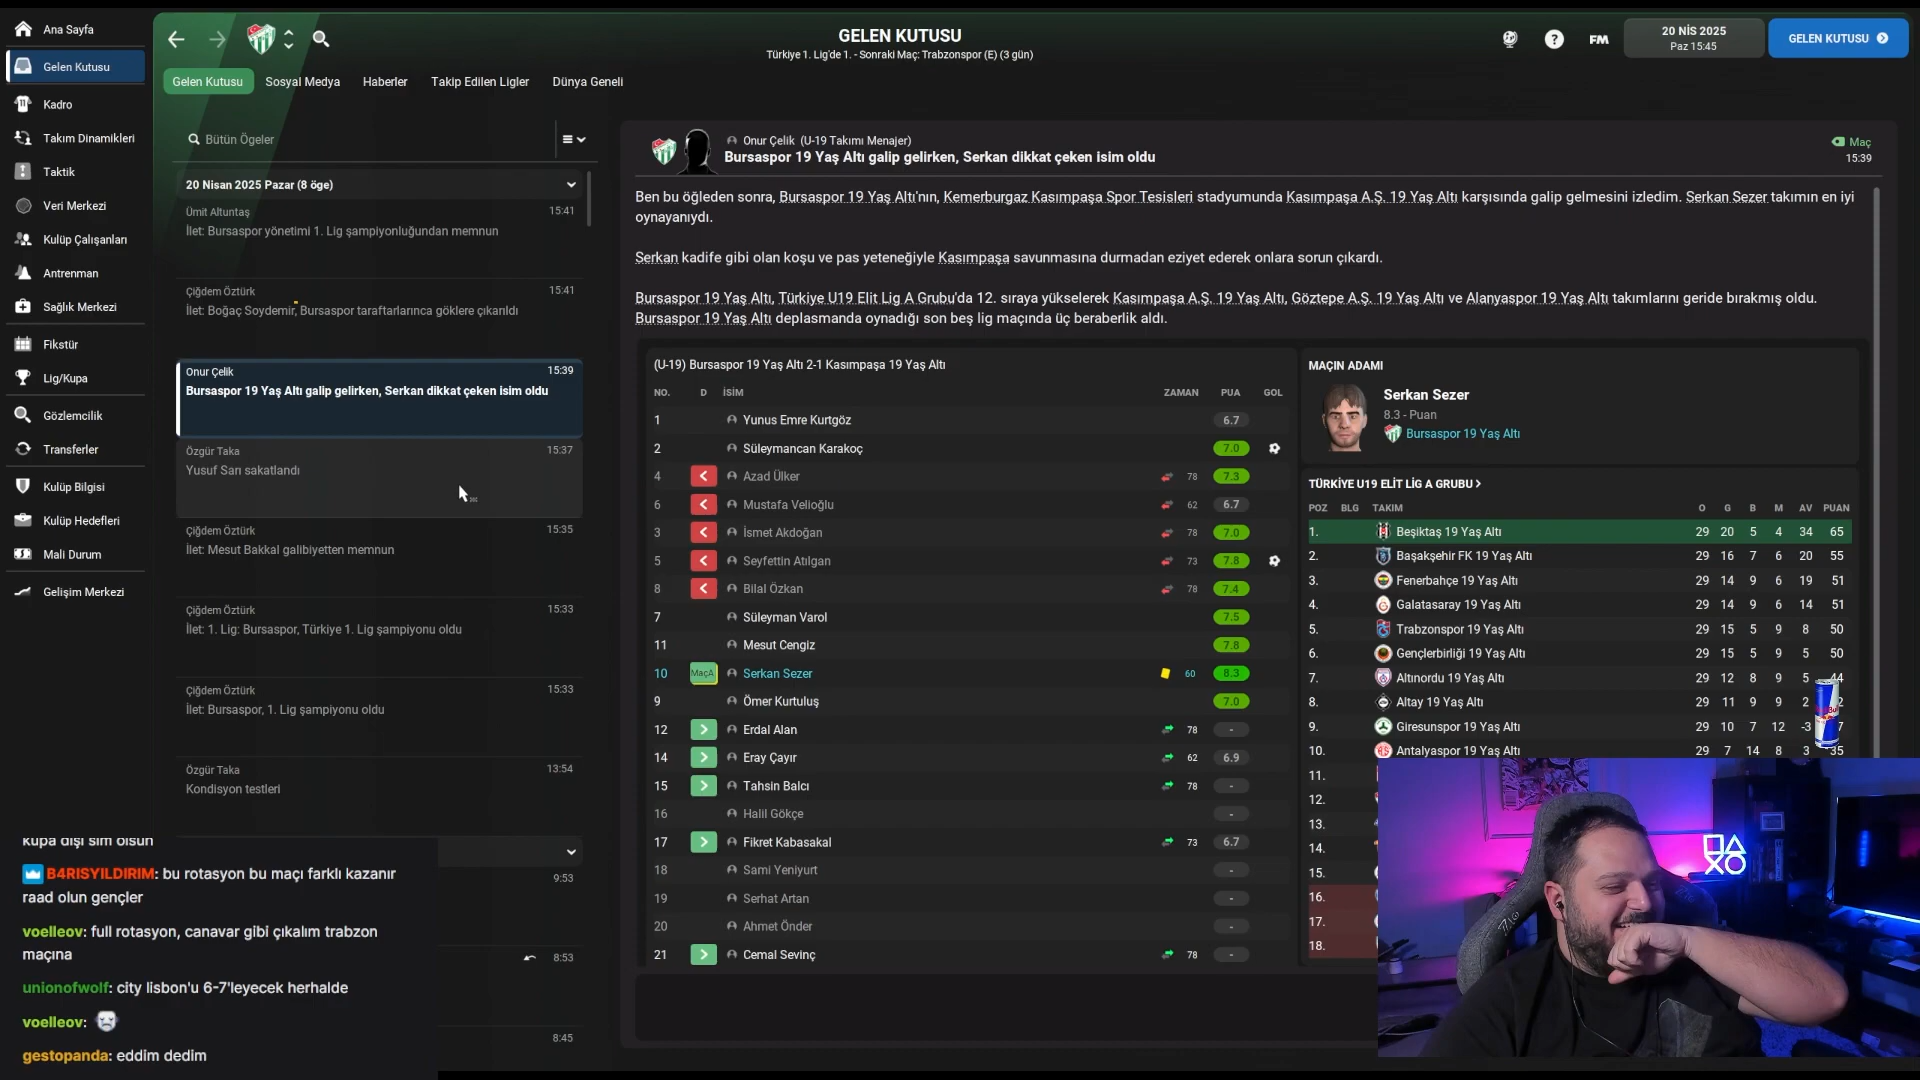 Ana Sayfa
Gelen Kutusu
Kadro
Takım Dinamikleri
Taktik
Veri Merkezi
Kulüp Çalışanları
Antrenman
Sağlık Merkezi
Fikstür
Lig/Kupa
Gözlemcilik
Transferler
Kulüp Bilgisi
Kulüp Hedefleri
Mali Durum
Gelişim Merkezi
GELEN KUTUSU
Türkiye 1. Lig'de 1. - Sonraki Maç: Trabzonspor (E) (3 gün)
FM
20 NİS 2025
Paz 15:45
GELEN KUTUSU
Gelen Kutusu Sosyal Medya Haberler Takip Edilen Ligler Dünya Geneli
Bütün Ögeler
20 Nisan 2025 Pazar (8 öge)
Ümit Altuntaş 15:41
İlet: Bursaspor yönetimi 1. Lig şampiyonluğundan memnun
Çiğdem Öztürk 15:41
İlet: Boğaç Soydemir, Bursaspor taraftarlarınca göklere çıkarıldı
Onur Çelik 15:39
Bursaspor 19 Yaş Altı galip gelirken, Serkan dikkat çeken isim oldu
Özgür Taka 15:37
Yusuf Sarı sakatlandı
Çiğdem Öztürk 15:35
İlet: Mesut Bakkal galibiyetten memnun
Çiğdem Öztürk 15:33
İlet: 1. Lig: Bursaspor, Türkiye 1. Lig şampiyonu oldu
Çiğdem Öztürk 15:33
İlet: Bursaspor, 1. Lig şampiyonu oldu
Özgür Taka 13:54
Kondisyon testleri
9:53
8:53
8:45
kupa dışı sim olsun
B4RISYILDIRIM: bu rotasyon bu maçı farklı kazanır
raad olun gençler
voelleov: full rotasyon, canavar gibi çıkalım trabzon
maçına
unionofwolf: city lisbon'u 6-7'leyecek herhalde
voelleov:
gestopanda: eddim dedim
Onur Çelik (U-19 Takımı Menajer)
Bursaspor 19 Yaş Altı galip gelirken, Serkan dikkat çeken isim oldu
Maç
15:39
Ben bu öğleden sonra, Bursaspor 19 Yaş Altı'nın, Kemerburgaz Kasımpaşa Spor Tesisleri stadyumunda Kasımpaşa A.Ş. 19 Yaş Altı karşısında galip gelmesini izledim. Serkan Sezer takımın en iyi
oynayanıydı.
Serkan kadife gibi olan koşu ve pas yeteneğiyle Kasımpaşa savunmasına durmadan eziyet ederek onlara sorun çıkardı.
Bursaspor 19 Yaş Altı, Türkiye U19 Elit Lig A Grubu'da 12. sıraya yükselerek Kasımpaşa A.Ş. 19 Yaş Altı, Göztepe A.Ş. 19 Yaş Altı ve Alanyaspor 19 Yaş Altı takımlarını geride bırakmış oldu.
Bursaspor 19 Yaş Altı deplasmanda oynadığı son beş lig maçında üç beraberlik aldı.
(U-19) Bursaspor 19 Yaş Altı 2-1 Kasımpaşa 19 Yaş Altı
NO. D İSİM ZAMAN PUA GOL
1 Yunus Emre Kurtgöz 6.7
2 Süleymancan Karakoç 7.0
4 Azad Ülker 78 7.3
6 Mustafa Velioğlu 62 6.7
3 İsmet Akdoğan 78 7.0
5 Seyfettin Atılgan 73 7.8
8 Bilal Özkan 78 7.4
7 Süleyman Varol 7.5
11 Mesut Cengiz 7.8
10 MaçA Serkan Sezer 60 8.3
9 Ömer Kurtuluş 7.0
12 Erdal Alan 78 -
14 Eray Çayır 62 6.9
15 Tahsin Balcı 78 -
16 Halil Gökçe -
17 Fikret Kabasakal 73 6.7
18 Sami Yeniyurt -
19 Serhat Artan -
20 Ahmet Önder -
21 Cemal Sevinç 78 -
MAÇIN ADAMI
Serkan Sezer
8.3 - Puan
Bursaspor 19 Yaş Altı
TÜRKİYE U19 ELİT LİG A GRUBU
POZ BLG TAKIM O G B M AV PUAN
1. Beşiktaş 19 Yaş Altı 29 20 5 4 34 65
2. Başakşehir FK 19 Yaş Altı 29 16 7 6 20 55
3. Fenerbahçe 19 Yaş Altı 29 14 9 6 19 51
4. Galatasaray 19 Yaş Altı 29 14 9 6 14 51
5. Trabzonspor 19 Yaş Altı 29 15 5 9 8 50
6. Gençlerbirliği 19 Yaş Altı 29 15 5 9 5 50
7. Altınordu 19 Yaş Altı 29 12 8 9 5 44
8. Altay 19 Yaş Altı 29 11 9 9 2
9. Giresunspor 19 Yaş Altı 29 10 7 12 -3
10. Antalyaspor 19 Yaş Altı 29 7 14 8 3 35
11.
12.
13.
14.
15.
16.
17.
18.